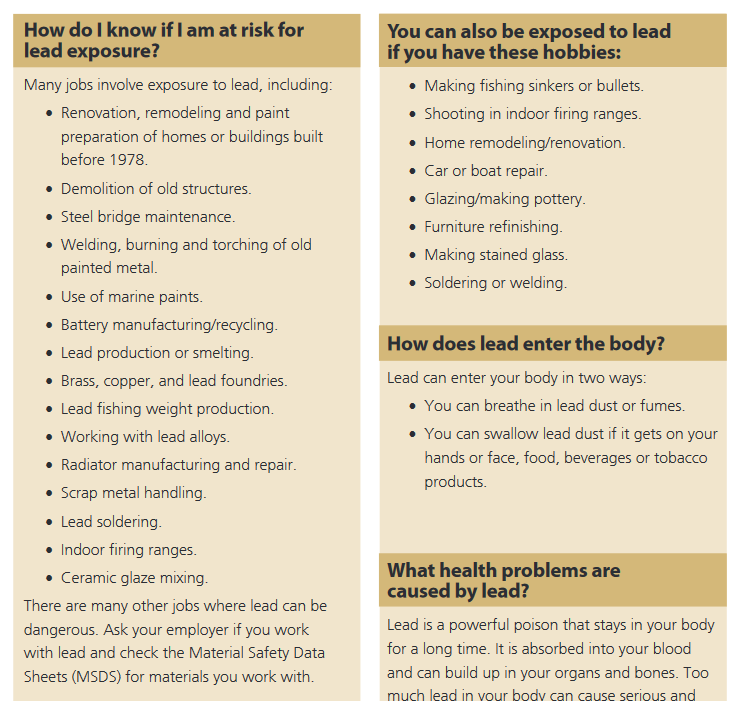 How do I know if I am at risk for
lead exposure?
Many jobs involve exposure to lead, including:
• Renovation, remodeling and paint
preparation of homes or buildings built
before 1978.
• Demolition of old structures.
• Steel bridge maintenance.
• Welding, burning and torching of old
painted metal.
• Use of marine paints.
• Battery manufacturing/recycling.
• Lead production or smelting.
• Brass, copper, and lead foundries.
• Lead fishing weight production.
• Working with lead alloys.
• Radiator manufacturing and repair.
• Scrap metal handling.
• Lead soldering.
• Indoor firing ranges.
• Ceramic glaze mixing.
There are many other jobs where lead can be
dangerous. Ask your employer if you work
with lead and check the Material Safety Data
Sheets (MSDS) for materials you work with.
You can also be exposed to lead
if you have these hobbies:
• Making fishing sinkers or bullets.
• Shooting in indoor firing ranges.
• Home remodeling/renovation.
• Car or boat repair.
• Glazing/making pottery.
• Furniture refinishing.
• Making stained glass.
• Soldering or welding.
How does lead enter the body?
Lead can enter your body in two ways:
• You can breathe in lead dust or fumes.
• You can swallow lead dust if it gets on your
hands or face, food, beverages or tobacco
products.
What health problems are
caused by lead?
Lead is a powerful poison that stays in your body
for a long time. It is absorbed into your blood
and can build up in your organs and bones. Too
much lead in your body can cause serious and